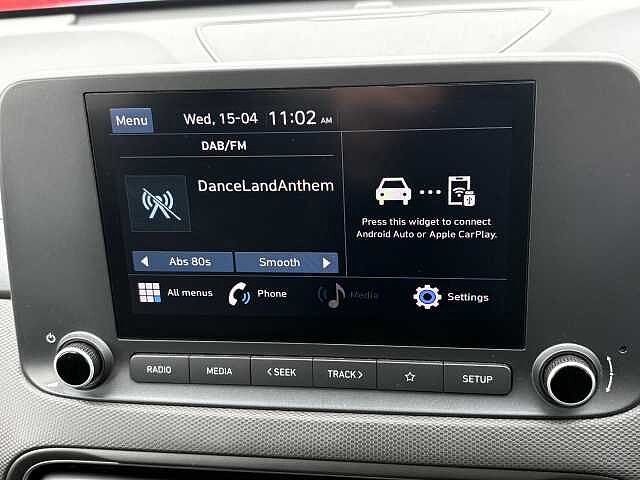 Menu
Wed, 15-04 11:02 AM
DAB/FM
DanceLandAnthem
Abs 80s
Smooth
Press this widget to connect
Android Auto or Apple CarPlay.
All menus
Phone
Media
Settings
RADIO
MEDIA
<SEEK
TRACK>
SETUP